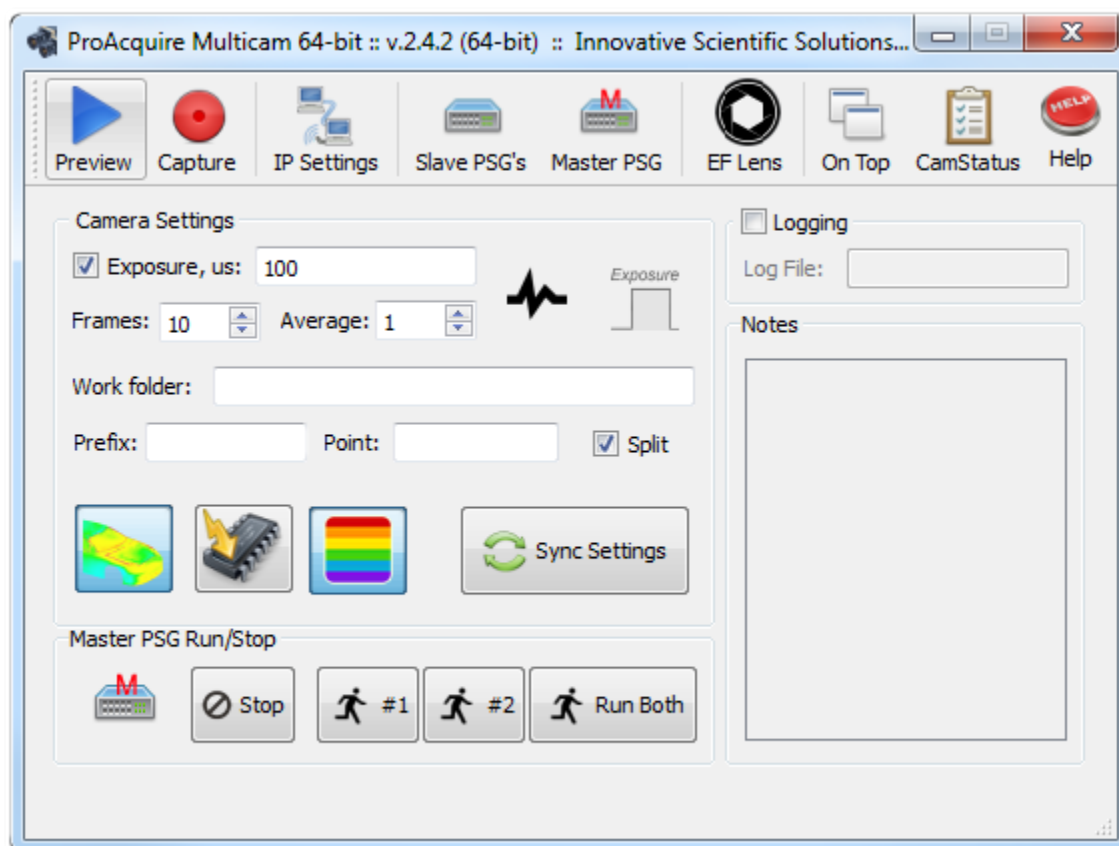 ProAcquire Multicam 64-bit :: v.2.4.2 (64-bit) :: Innovative Scientific Solutions...
Preview Capture IP Settings Slave PSG's M Master PSG EF Lens On Top CamStatus HELP Help
Camera Settings
Exposure, us: 100
Exposure
Frames: 10 Average: 1
Work folder:
Prefix: Point: Split
Sync Settings
Master PSG Run/Stop
M Stop #1 #2 Run Both
Logging
Log File:
Notes